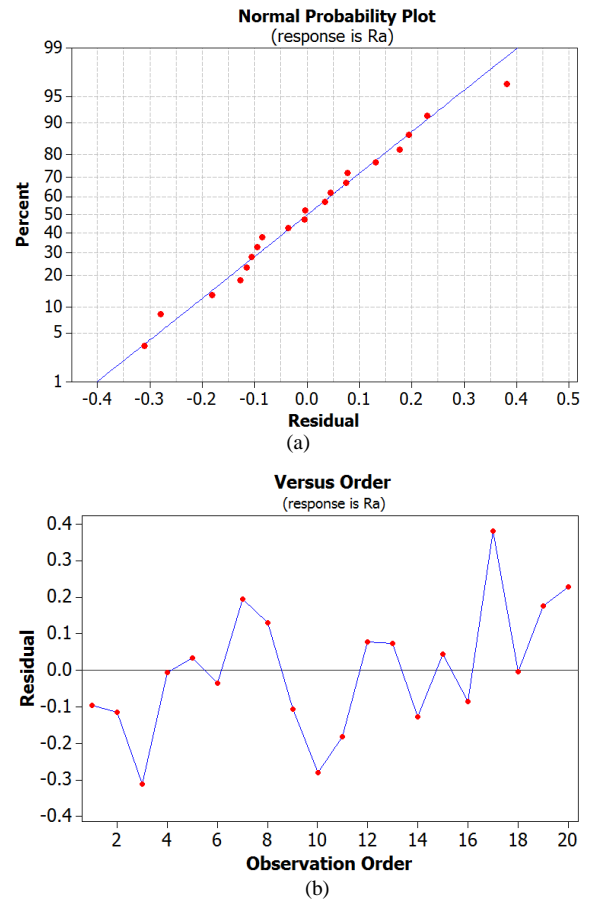 Normal Probability Plot
(response is Ra)
99
95
90
80
70
60
50
40
30
20
10
5
1
Percent
-0.4 -0.3 -0.2 -0.1 0.0 0.1 0.2 0.3 0.4 0.5
Residual
(a)
Versus Order
(response is Ra)
0.4
0.3
0.2
0.1
0.0
-0.1
-0.2
-0.3
-0.4
Residual
2 4 6 8 10 12 14 16 18 20
Observation Order
(b)